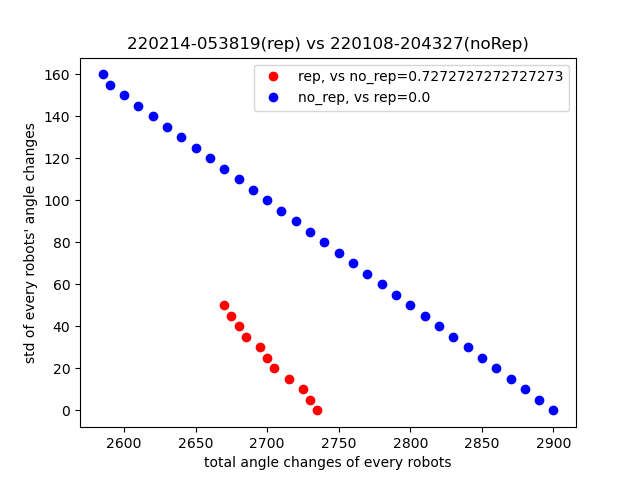 220214-053819(rep) vs 220108-204327(noRep)
rep, vs no_rep=0.7272727272727273
no_rep, vs rep=0.0
160
140
120
100
80
60
40
20
0
std of every robots' angle changes
2600 2650 2700 2750 2800 2850 2900
total angle changes of every robots